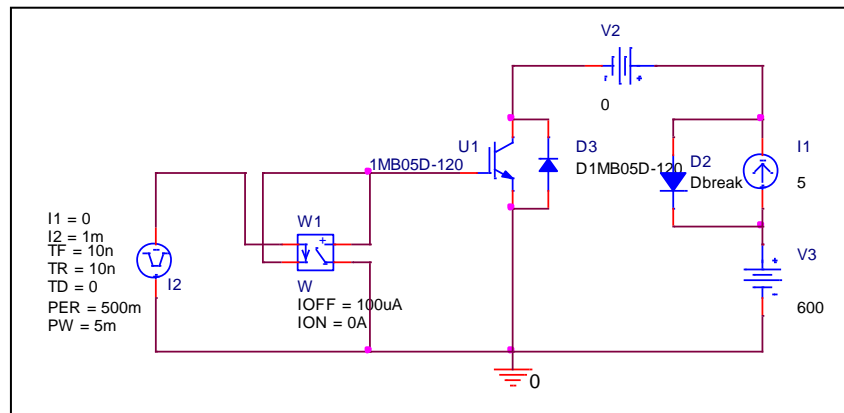 V2
0
U1
1MB05D-120
D3
D1MB05D-120
D2
Dbreak
I1
5
W1
W
IOFF = 100uA
ION = 0A
I1 = 0
I2 = 1m
TF = 10n
TR = 10n
TD = 0
PER = 500m
PW = 5m
I2
V3
600
0